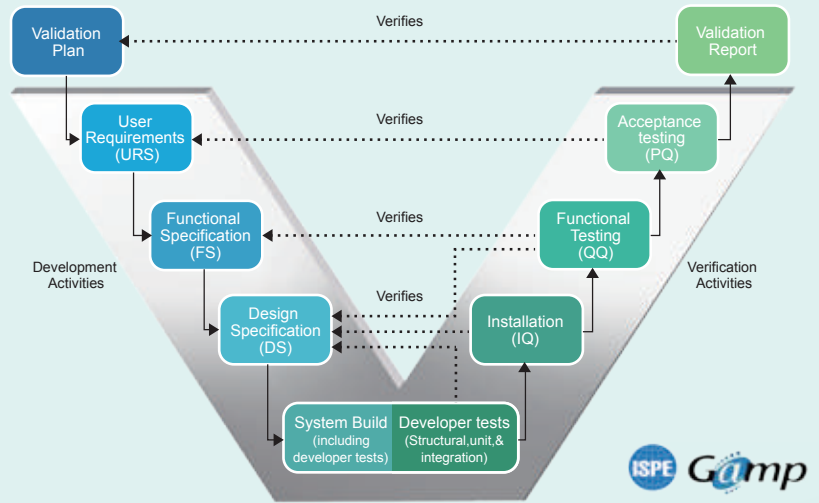 Validation
Plan
Verifies
Validation
Report
User
Requirements
(URS)
Verifies
Acceptance
testing
(PQ)
Functional
Specification
(FS)
Verifies
Functional
Testing
(QQ)
Development
Activities
Verification
Activities
Design
Specification
(DS)
Verifies
Installation
(IQ)
System Build
(including
developer tests)
Developer tests
(Structural,unit,&
integration)
ISPE
Gamp